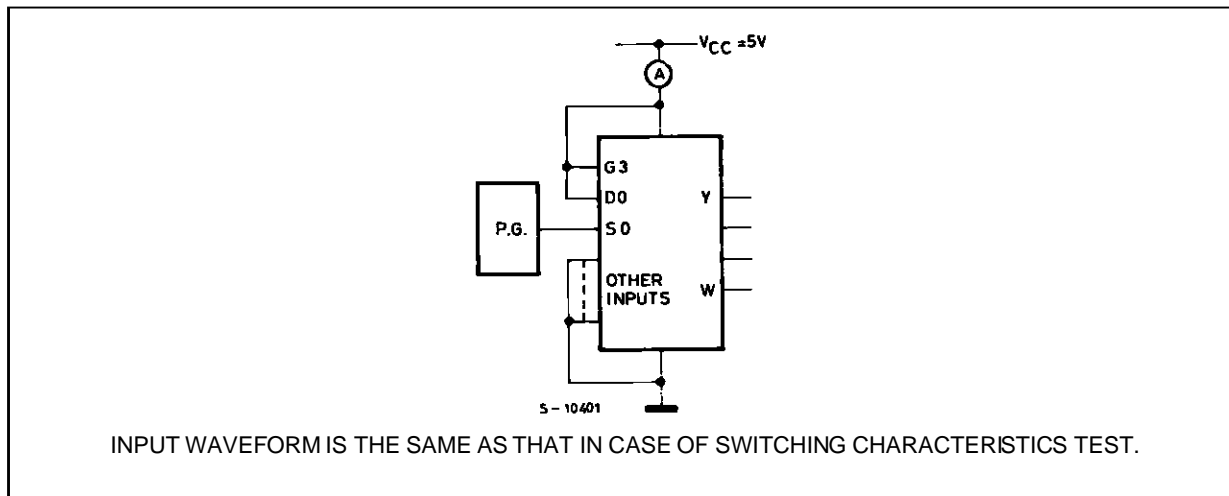 VCC =5V
A
G3
D0
Y
P.G.
S0
OTHER
INPUTS
W
S-10401
INPUT WAVEFORM IS THE SAME AS THAT IN CASE OF SWITCHING CHARACTERISTICS TEST.